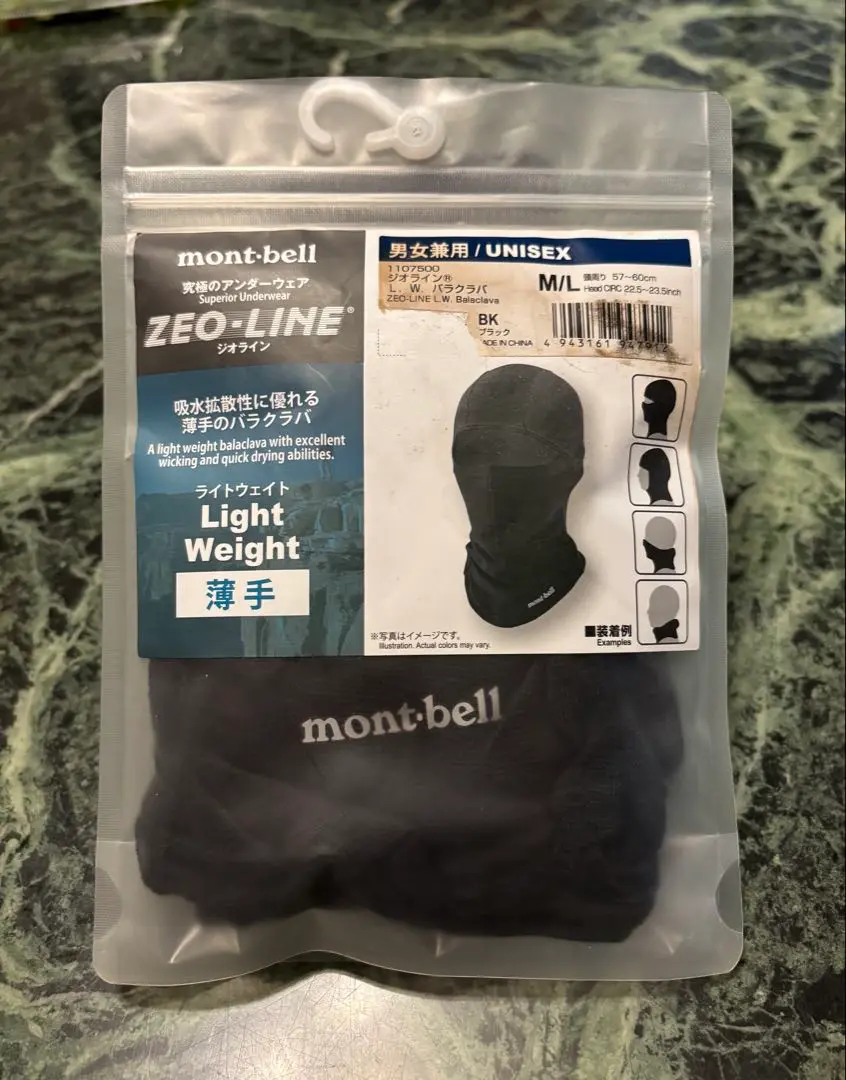 mont-bell
究極のアンダーウェア
Superior Underwear
ZEO-LINE®
ジオライン
吸水拡散性に優れる
薄手のバラクラバ
A light weight balaclava with excellent
wicking and quick drying abilities.
ライトウェイト
Light
Weight
薄手
男女兼用 / UNISEX
1107500
ジオライン®
L．W．バラクラバ
ZEO-LINE L.W. Balaclava
M/L 頭周り 57~60cm
Head CIRC 22.5~23.5inch
BK
ブラック
ADE IN CHINA
4 943161 947912
mont-bell
※写真はイメージです。
Illustration. Actual colors may vary.
■装着例
Examples
mont-bell